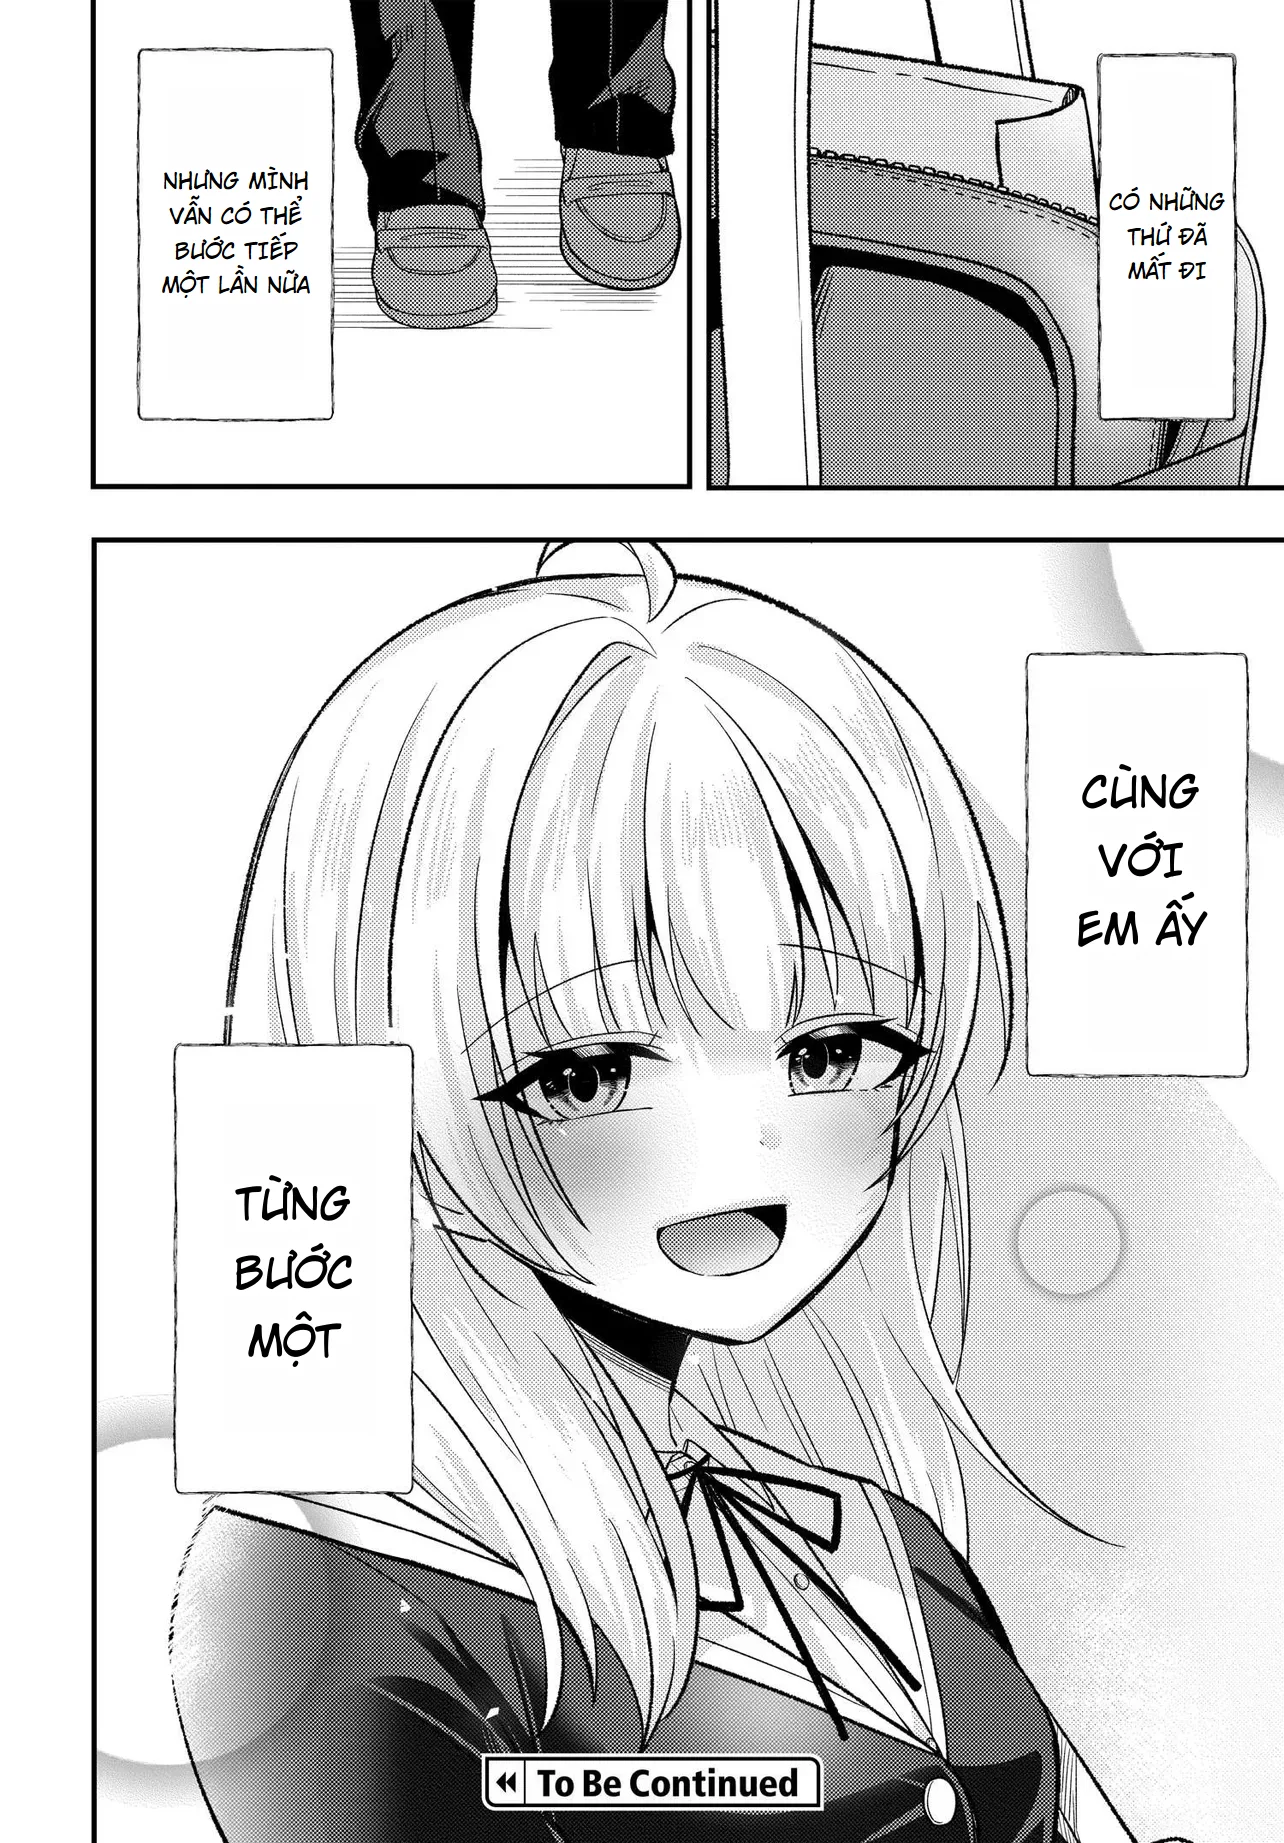 CÓ NHỮNG
THỨ ĐÃ
MẤT ĐI
NHƯNG MÌNH
VẪN CÓ THỂ
BƯỚC TIẾP
MỘT LẦN NỮA
CÙNG
VỚI
EM ẤY
TỪNG
BƯỚC
MỘT
To Be Continued